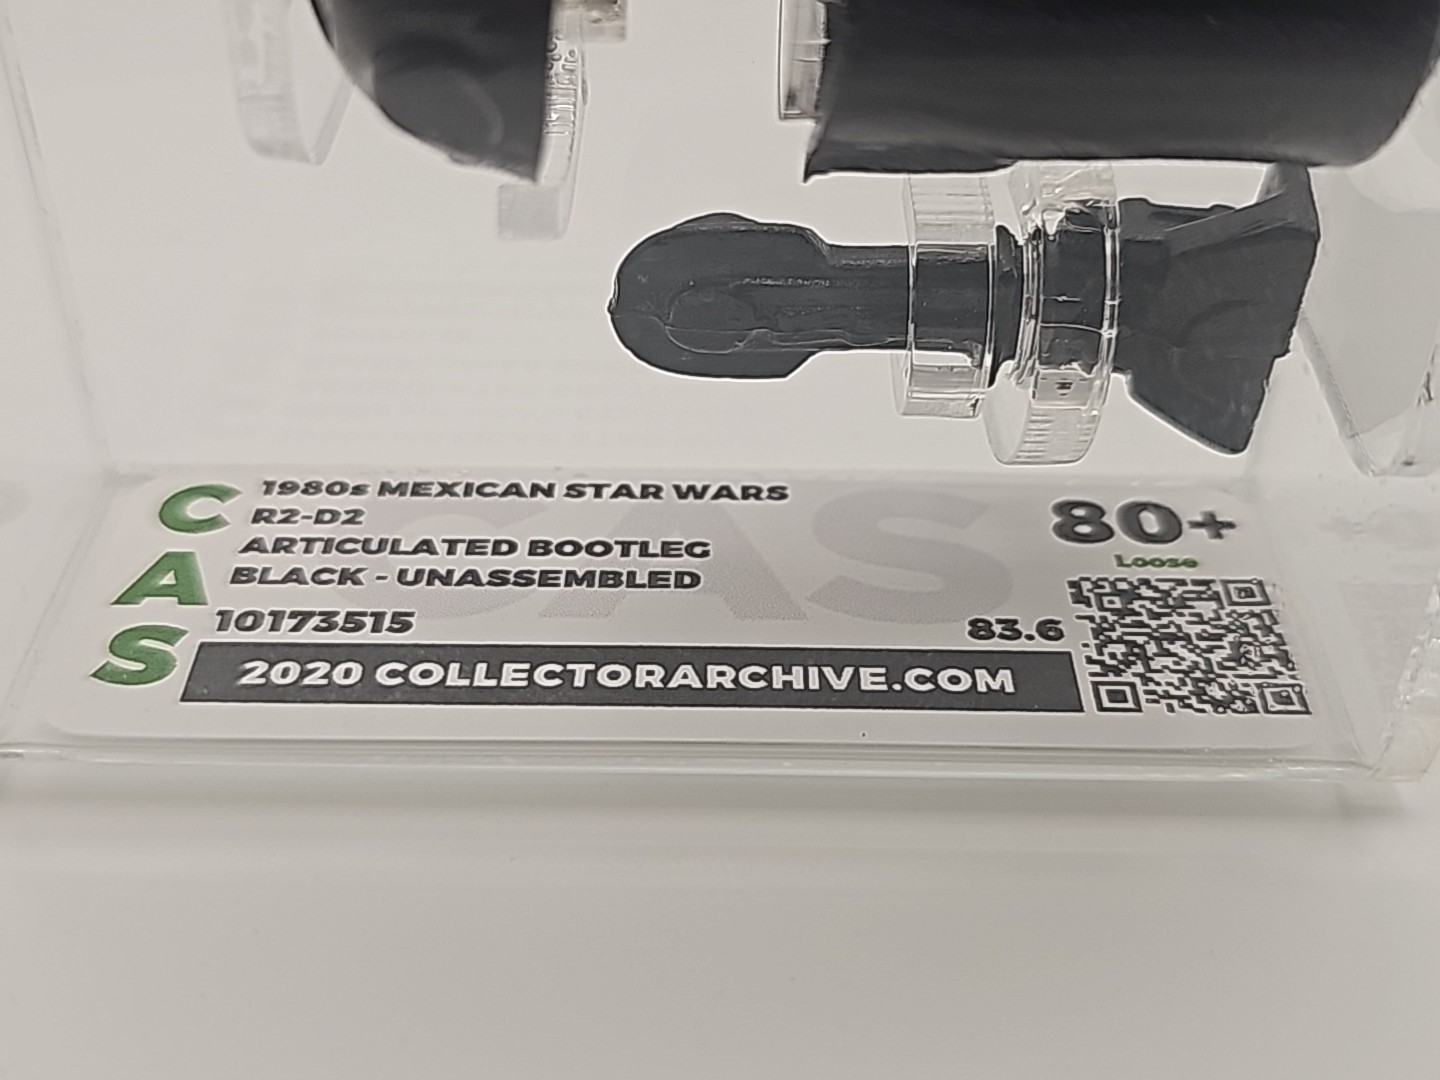 CAS
1980s MEXICAN STAR WARS
R2-D2
ARTICULATED BOOTLEG
BLACK - UNASSEMBLED
10173515
80+
Loose
83.6
2020 COLLECTORARCHIVE.COM
CAS